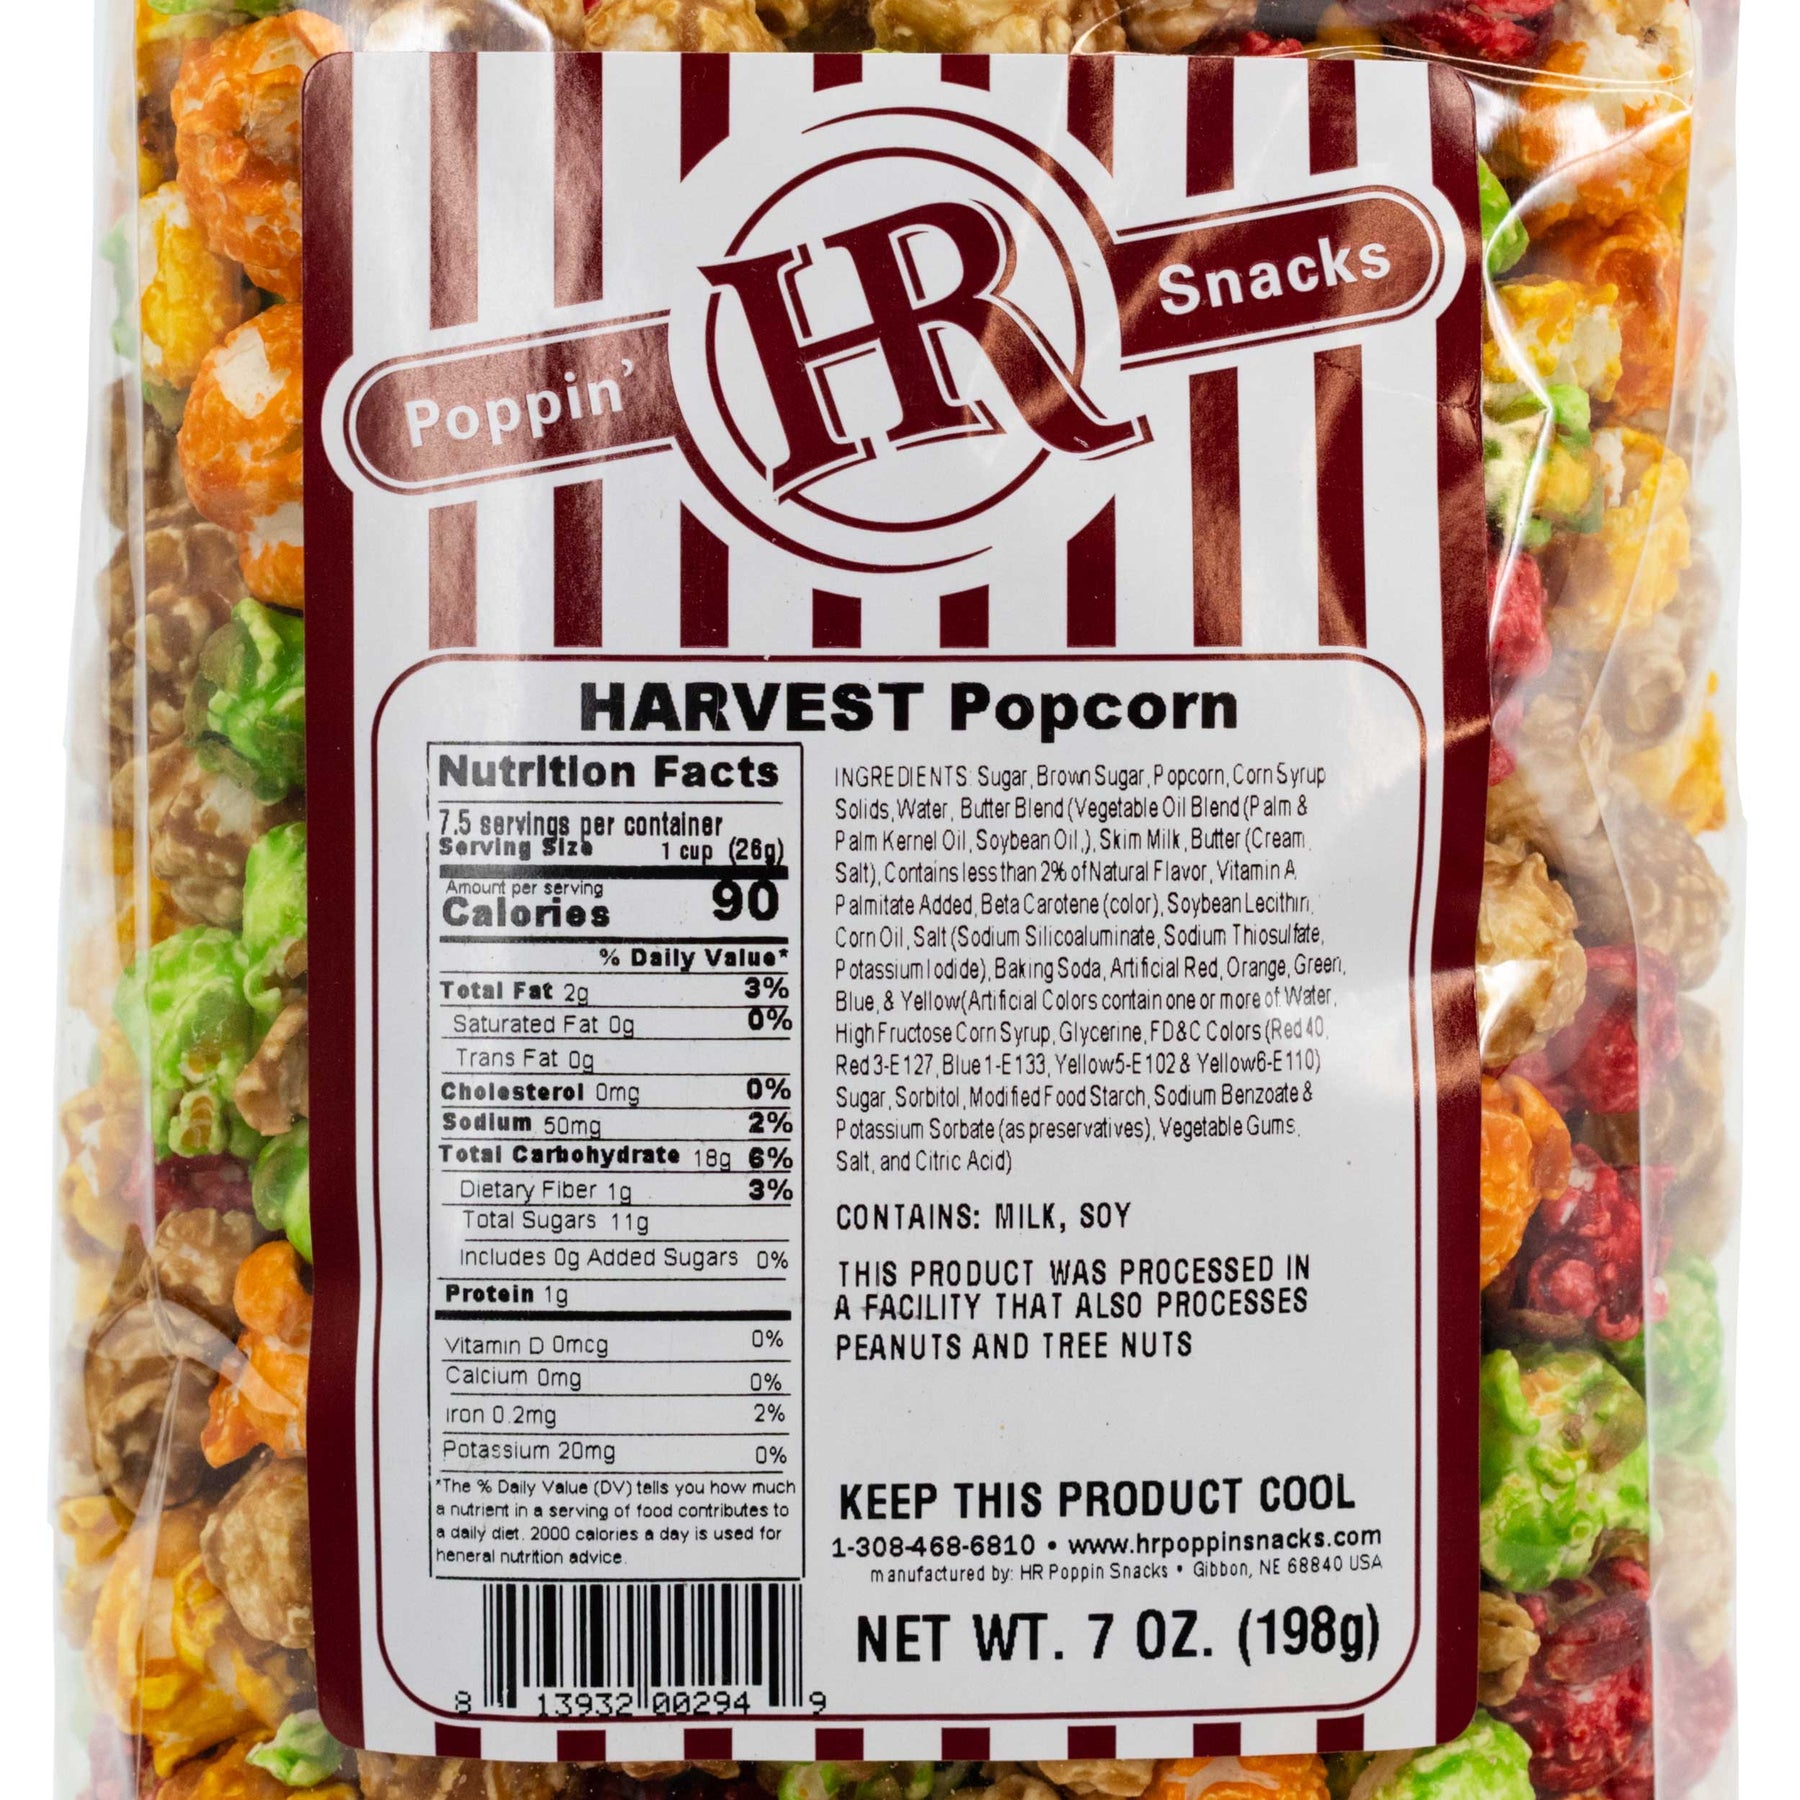 Poppin' HR Snacks
HARVEST Popcorn
Nutrition Facts
7.5 servings per container
Serving Size 1 cup (26g)
Amount per serving
Calories 90
% Daily Value*
Total Fat 2g 3%
Saturated Fat 0g 0%
Trans Fat 0g
Cholesterol 0mg 0%
Sodium 50mg 2%
Total Carbohydrate 18g 6%
Dietary Fiber 1g 3%
Total Sugars 11g
Includes 0g Added Sugars 0%
Protein 1g
Vitamin D 0mcg 0%
Calcium 0mg 0%
Iron 0.2mg 2%
Potassium 20mg 0%
*The % Daily Value (DV) tells you how much
a nutrient in a serving of food contributes to
a daily diet. 2000 calories a day is used for
heneral nutrition advice.
8 13932 00294 9
INGREDIENTS: Sugar, Brown Sugar, Popcorn, Corn Syrup
Solids, Water, Butter Blend (Vegetable Oil Blend (Palm &
Palm Kernel Oil, Soybean Oil,), Skim Milk, Butter (Cream,
Salt), Contains less than 2% of Natural Flavor, Vitamin A
Palmitate Added, Beta Carotene (color), Soybean Lecithin,
Corn Oil, Salt (Sodium Silicoaluminate, Sodium Thiosulfate,
Potassium Iodide), Baking Soda, Artificial Red, Orange, Green,
Blue, & Yellow(Artificial Colors contain one or more of: Water,
High Fructose Corn Syrup, Glycerine, FD&C Colors (Red 40,
Red 3-E127, Blue 1-E133, Yellow5-E102 & Yellow6-E110)
Sugar, Sorbitol, Modified Food Starch, Sodium Benzoate &
Potassium Sorbate (as preservatives), Vegetable Gums,
Salt, and Citric Acid)
CONTAINS: MILK, SOY
THIS PRODUCT WAS PROCESSED IN
A FACILITY THAT ALSO PROCESSES
PEANUTS AND TREE NUTS
KEEP THIS PRODUCT COOL
1-308-468-6810 • www.hrpoppinsnacks.com
manufactured by: HR Poppin Snacks • Gibbon, NE 68840 USA
NET WT. 7 OZ. (198g)